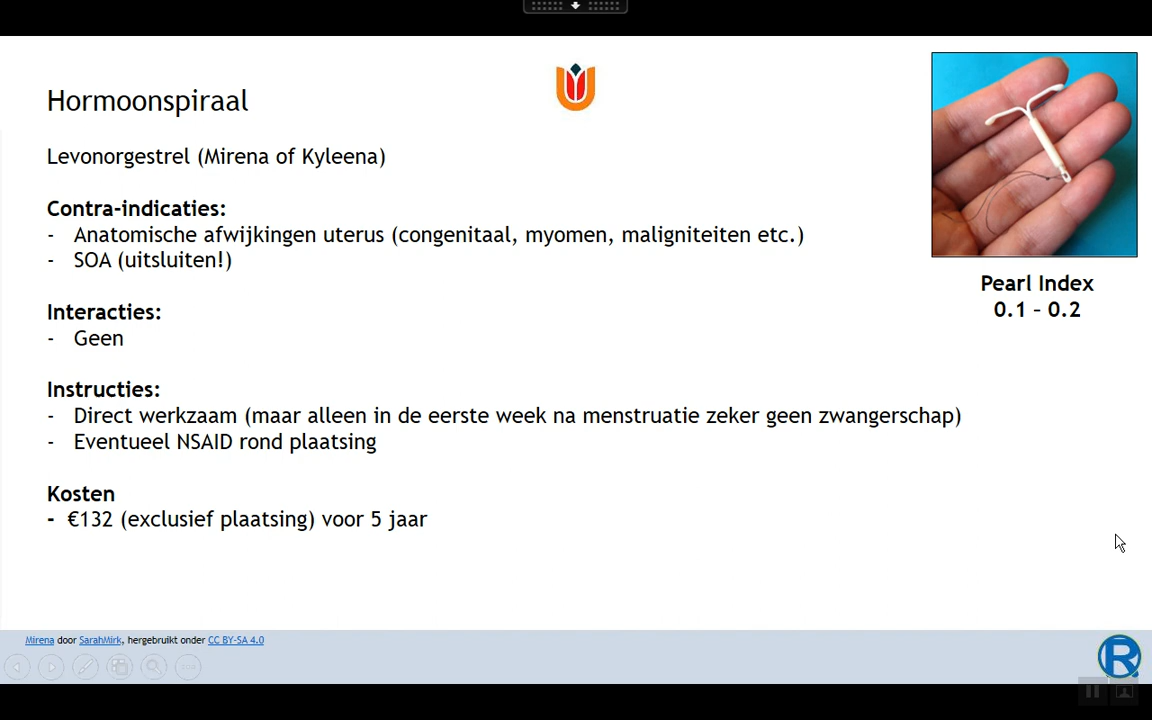 Hormoonspiraal
Levonorgestrel (Mirena of Kyleena)
Contra-indicaties:
- Anatomische afwijkingen uterus (congenitaal, myomen, maligniteiten etc.)
- SOA (uitsluiten!)
Interacties:
- Geen
Instructies:
- Direct werkzaam (maar alleen in de eerste week na menstruatie zeker geen zwangerschap)
- Eventueel NSAID rond plaatsing
Kosten
- €132 (exclusief plaatsing) voor 5 jaar
Pearl Index
0.1 – 0.2
Mirena door SarahMirk, hergebruikt onder CC BY-SA 4.0
R